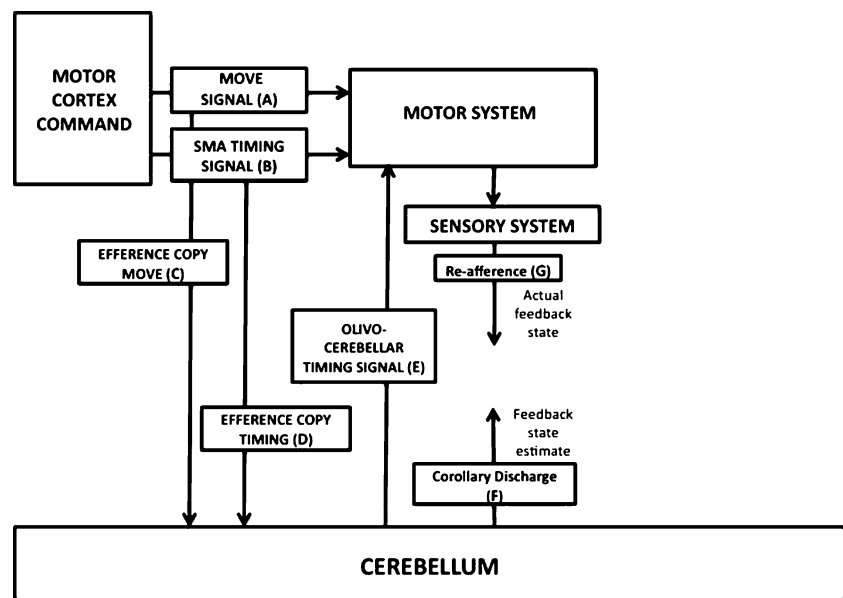 MOTOR
CORTEX
COMMAND
MOVE
SIGNAL (A)
SMA TIMING
SIGNAL (B)
MOTOR SYSTEM
SENSORY SYSTEM
EFFERENCE COPY
MOVE (C)
Re-afference (G)
Actual
feedback
state
OLIVO-
CEREBELLAR
TIMING SIGNAL (E)
EFFERENCE COPY
TIMING (D)
Feedback
state
estimate
Corollary Discharge
(F)
CEREBELLUM